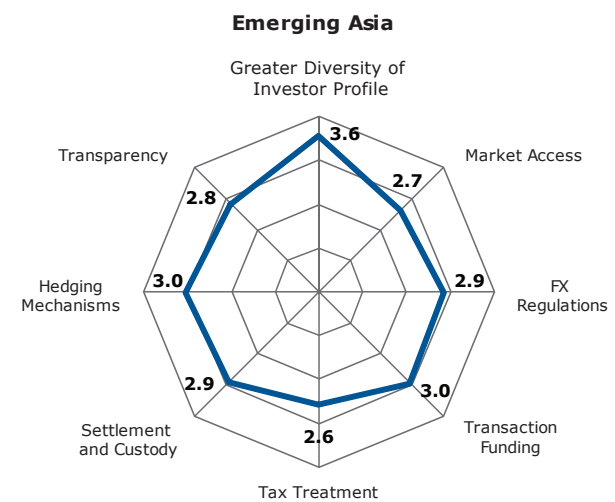 Emerging Asia
Greater Diversity of
Investor Profile
3.6
Transparency
Market Access
2.8
2.7
Hedging
Mechanisms
3.0
2.9
FX
Regulations
2.9
3.0
Settlement
and Custody
2.6
Transaction
Funding
Tax Treatment